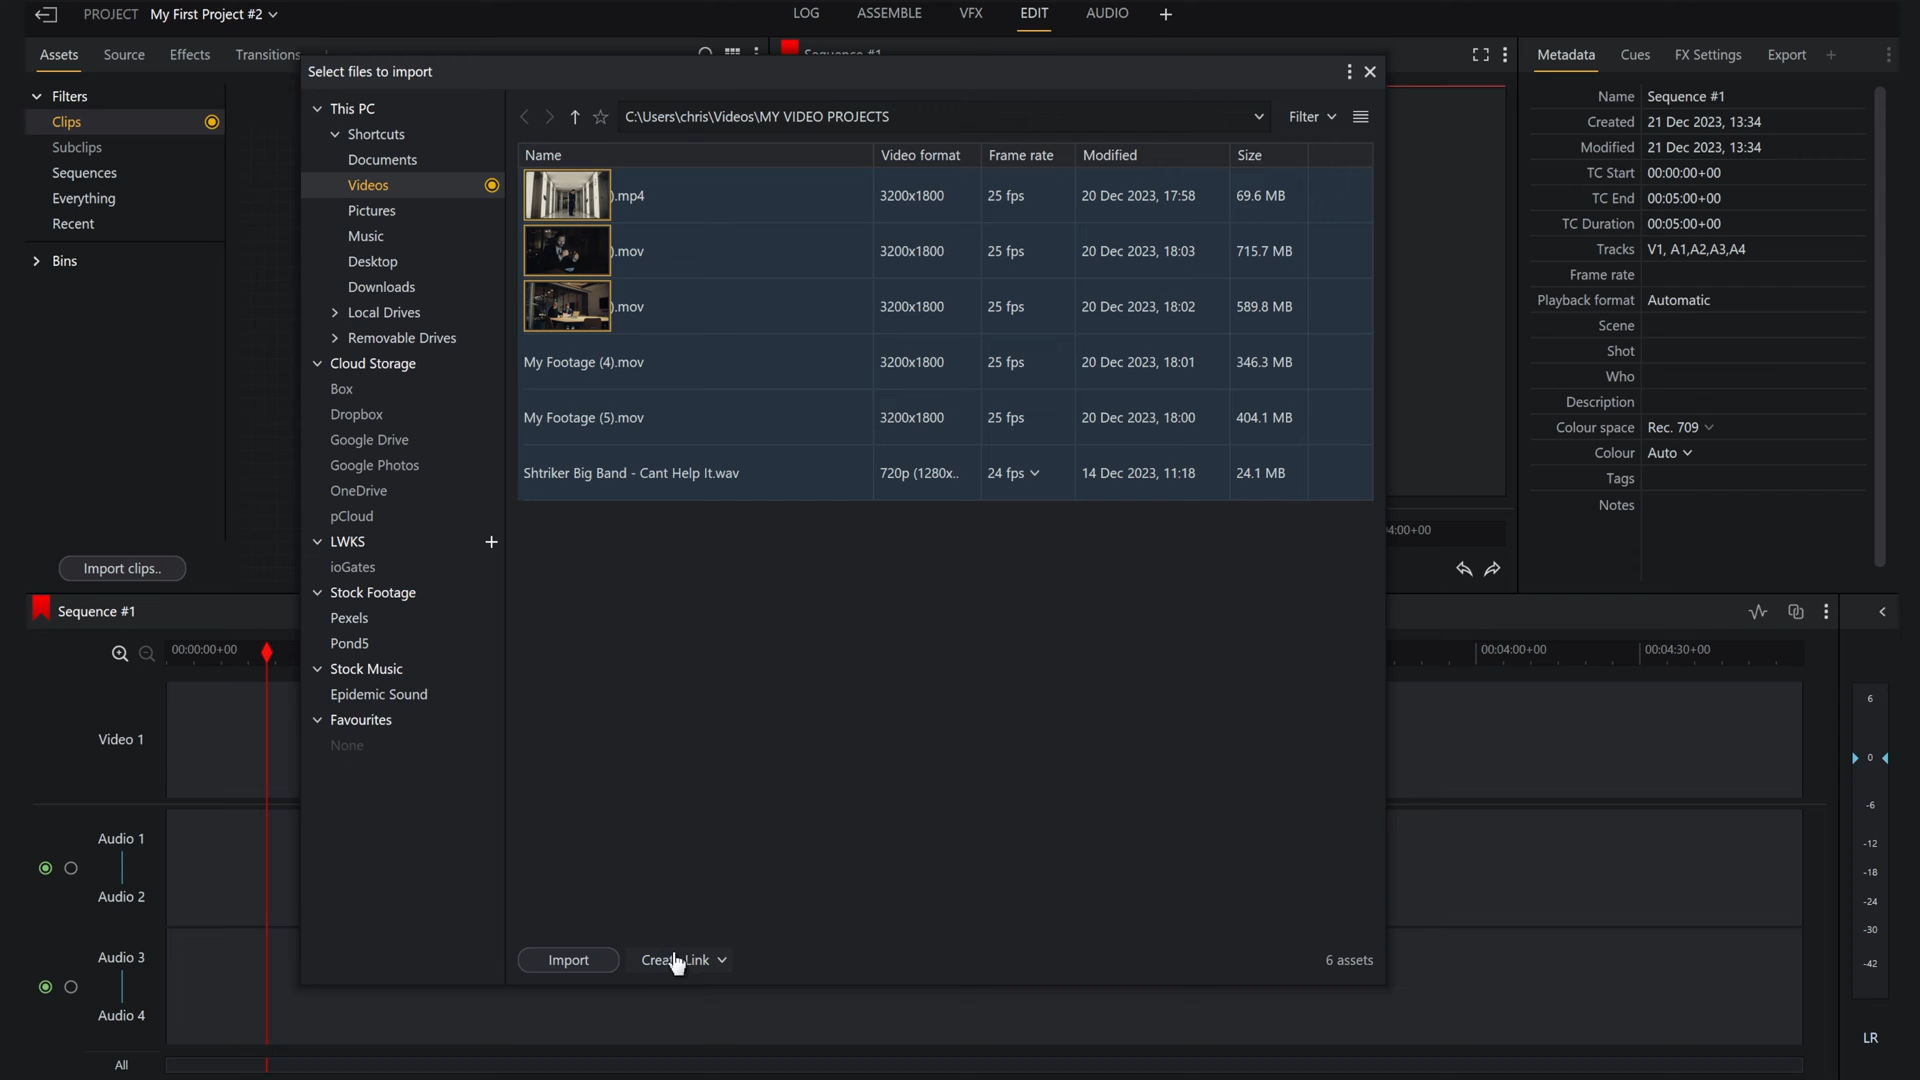 PROJECT My First Project #2
LOG ASSEMBLE VFX EDIT AUDIO +
Assets Source Effects Transitions
Sequence #1
Metadata Cues FX Settings Export +
Select files to import
Filters
Clips
Subclips
Sequences
Everything
Recent
Bins
Import clips..
This PC
Shortcuts
Documents
Videos
Pictures
Music
Desktop
Downloads
Local Drives
Removable Drives
Cloud Storage
Box
Dropbox
Google Drive
Google Photos
OneDrive
pCloud
LWKS +
ioGates
Stock Footage
Pexels
Pond5
Stock Music
Epidemic Sound
Favourites
None
C:\Users\chris\Videos\MY VIDEO PROJECTS
Filter
Name Video format Frame rate Modified Size
).mp4 3200x1800 25 fps 20 Dec 2023, 17:58 69.6 MB
).mov 3200x1800 25 fps 20 Dec 2023, 18:03 715.7 MB
).mov 3200x1800 25 fps 20 Dec 2023, 18:02 589.8 MB
My Footage (4).mov 3200x1800 25 fps 20 Dec 2023, 18:01 346.3 MB
My Footage (5).mov 3200x1800 25 fps 20 Dec 2023, 18:00 404.1 MB
Shtriker Big Band - Cant Help It.wav 720p (1280x.. 24 fps 14 Dec 2023, 11:18 24.1 MB
Import
Create Link
6 assets
Name Sequence #1
Created 21 Dec 2023, 13:34
Modified 21 Dec 2023, 13:34
TC Start 00:00:00+00
TC End 00:05:00+00
TC Duration 00:05:00+00
Tracks V1, A1,A2,A3,A4
Frame rate
Playback format Automatic
Scene
Shot
Who
Description
Colour space Rec. 709
Colour Auto
Tags
Notes
4:00+00
Sequence #1
00:00:00+00 00:04:00+00 00:04:30+00
Video 1
Audio 1
Audio 2
Audio 3
Audio 4
All
6
0
-6
-12
-18
-24
-30
-42
LR